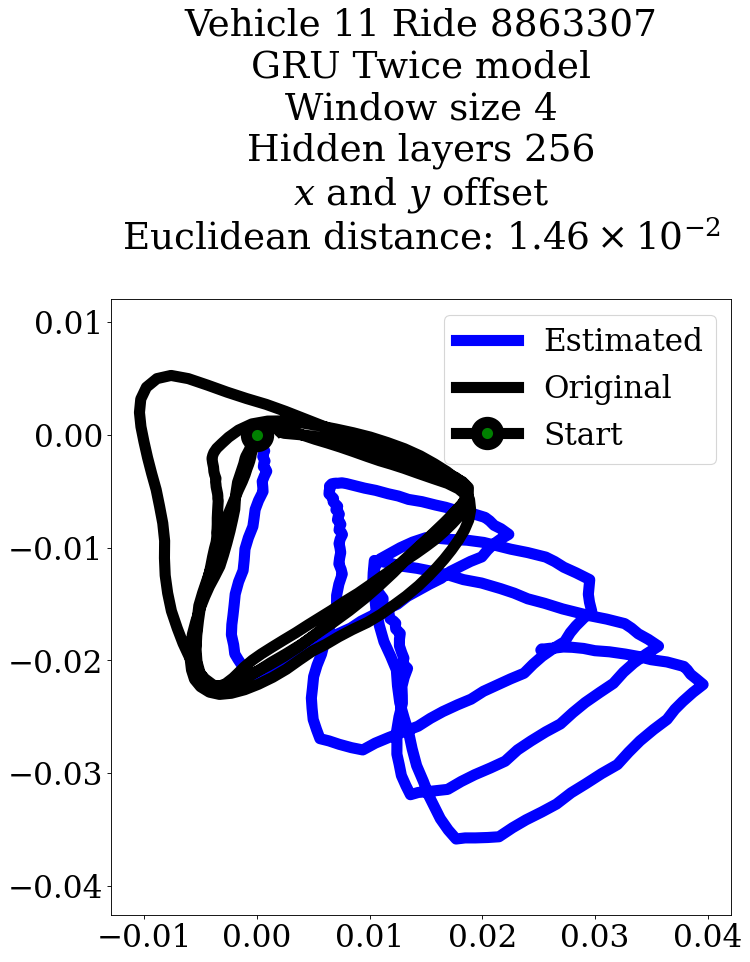 Vehicle 11 Ride 8863307
GRU Twice model
Window size 4
Hidden layers 256
x and y offset
Euclidean distance: 1.46 × 10⁻²
Estimated
Original
Start
0.01
0.00
−0.01
−0.02
−0.03
−0.04
−0.01 0.00 0.01 0.02 0.03 0.04